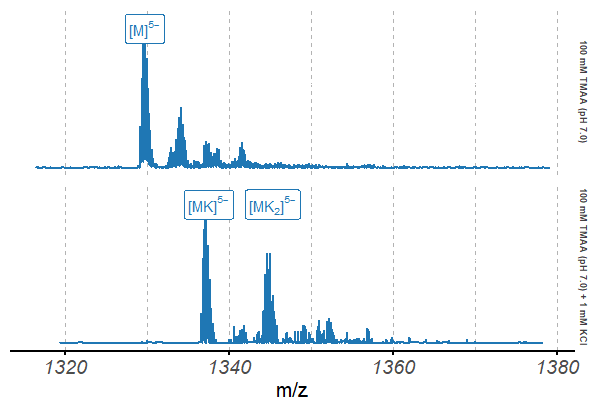 [M]⁵⁻
100 mM TMAA (pH 7.0)
[MK]⁵⁻ [MK₂]⁵⁻
100 mM TMAA (pH 7.0) + 1 mM KCl
1320 1340 1360 1380
m/z